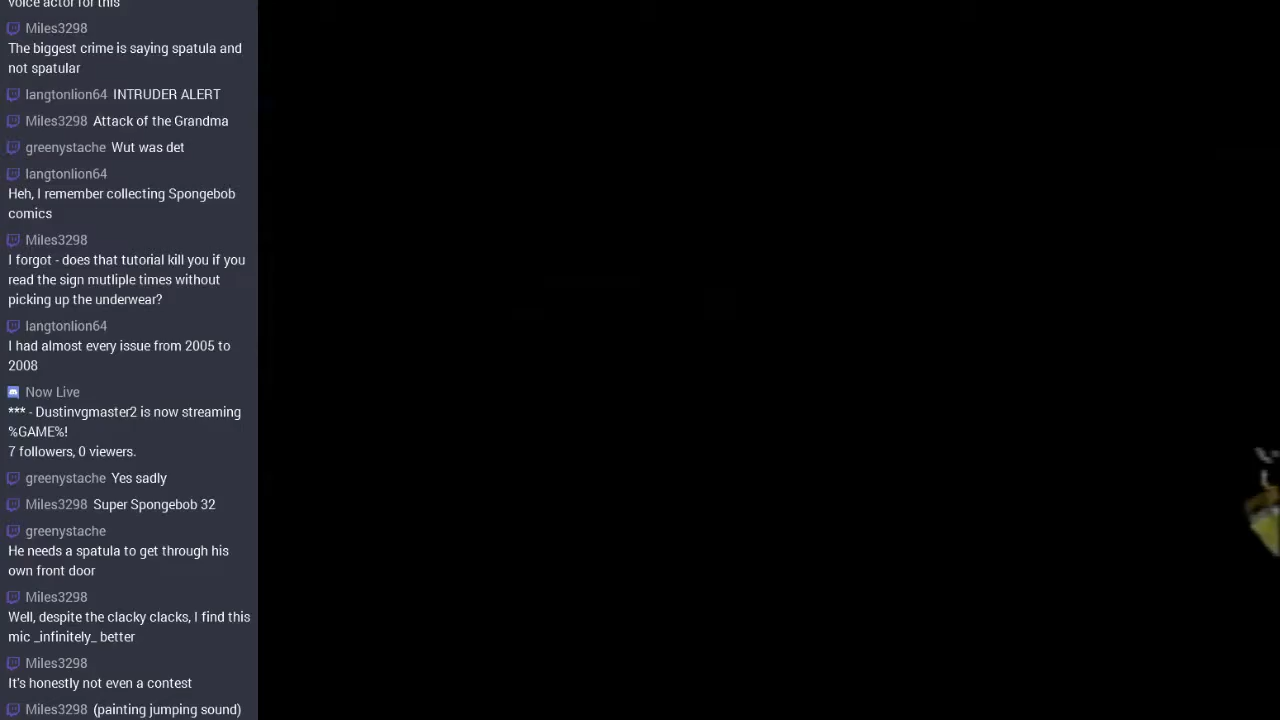 voice actor for this
Miles3298
The biggest crime is saying spatula and
not spatular
langtonlion64 INTRUDER ALERT
Miles3298 Attack of the Grandma
greenystache Wut was det
langtonlion64
Heh, I remember collecting Spongebob
comics
Miles3298
I forgot - does that tutorial kill you if you
read the sign mutliple times without
picking up the underwear?
langtonlion64
I had almost every issue from 2005 to
2008
Now Live
*** - Dustinvgmaster2 is now streaming
%GAME%!
7 followers, 0 viewers.
greenystache Yes sadly
Miles3298 Super Spongebob 32
greenystache
He needs a spatula to get through his
own front door
Miles3298
Well, despite the clacky clacks, I find this
mic _infinitely_ better
Miles3298
It's honestly not even a contest
Miles3298 (painting jumping sound)